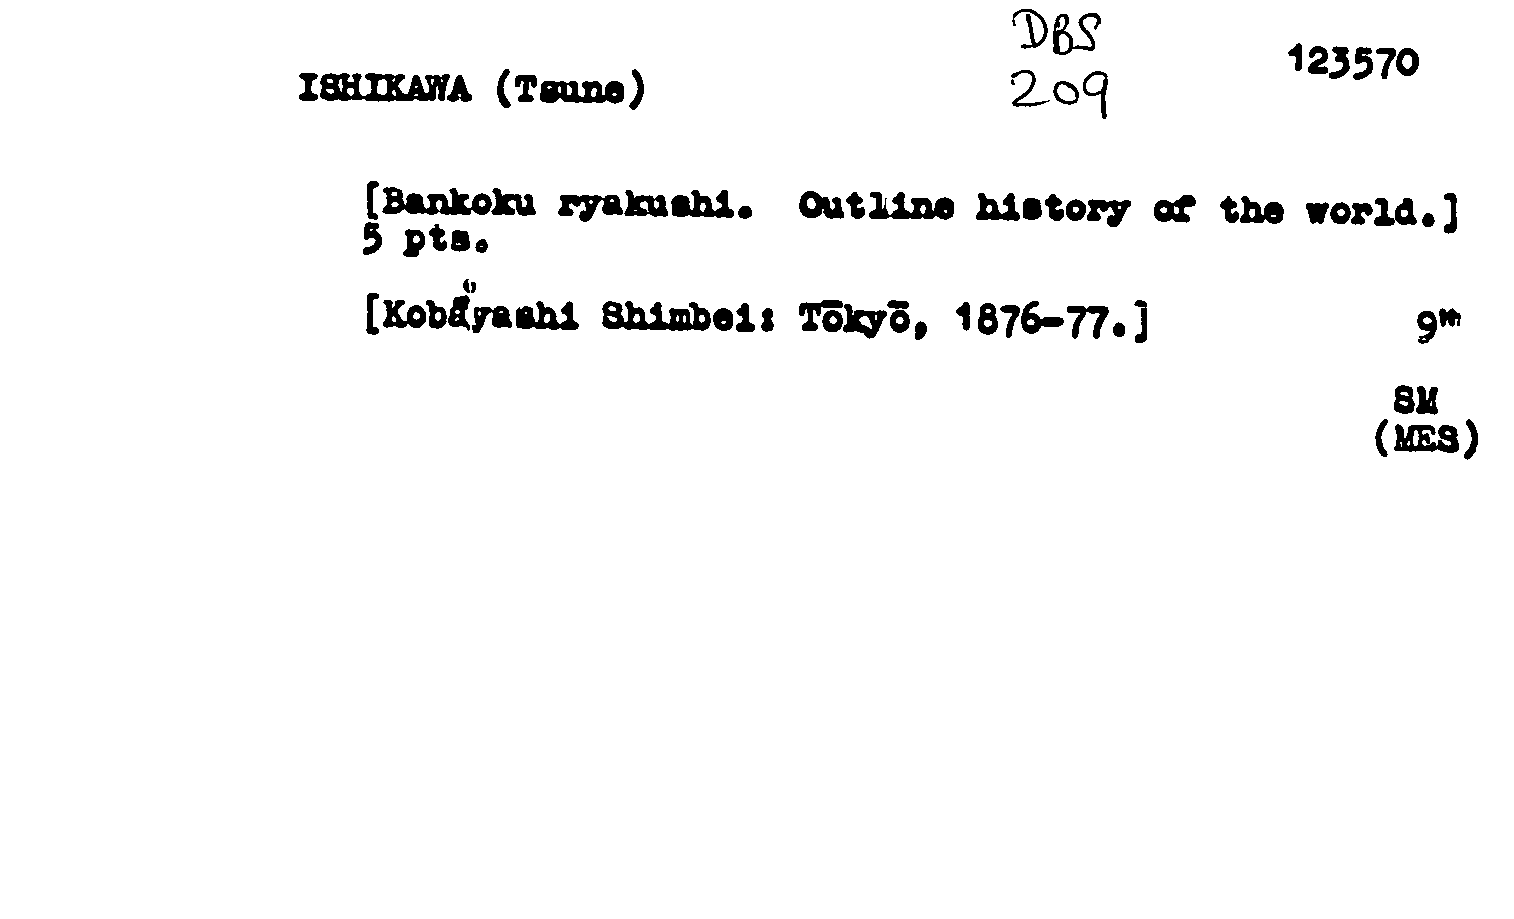 DBS
209
123570
ISHIKAWA (Tsune)
[Bankoku ryakushi. Outline history of the world.]
5 pts.
[Kobayashi Shimbei: Tōkyō, 1876-77.]
9m
SM
(MES)